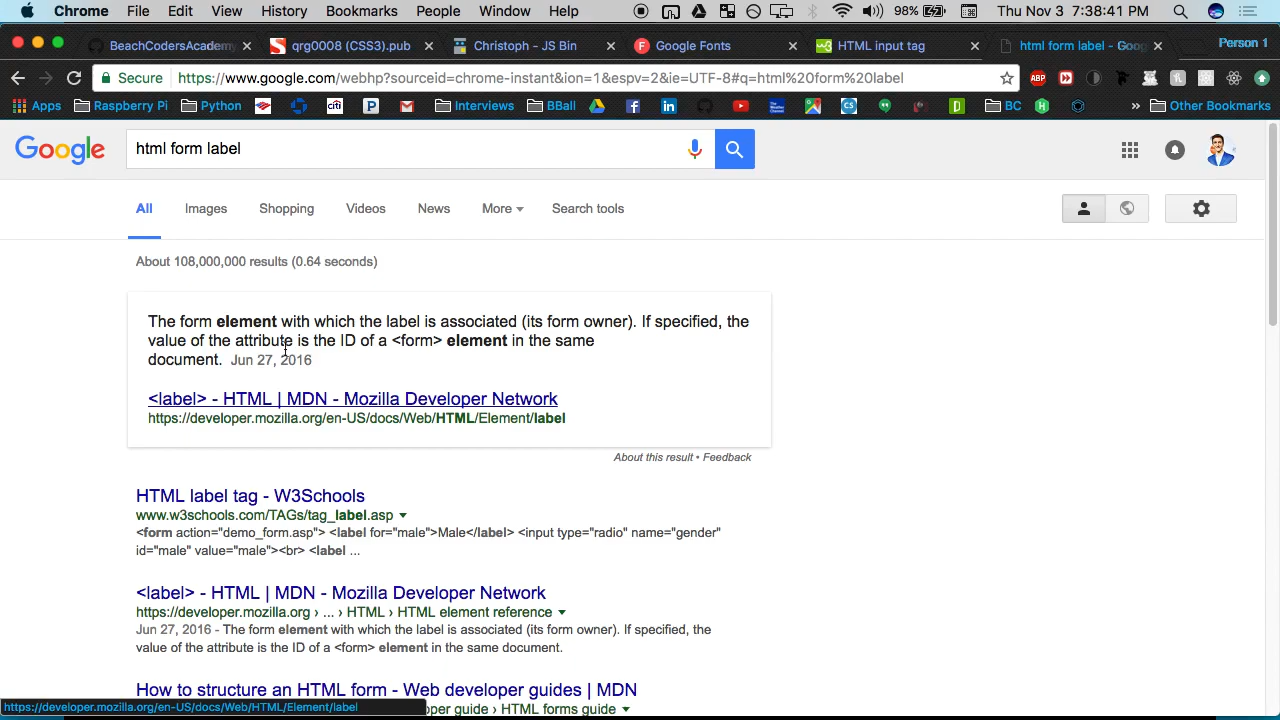 Chrome File Edit View History Bookmarks People Window Help 98% Thu Nov 3 7:38:41 PM
BeachCodersAcademy qrg0008 (CSS3).pub Christoph - JS Bin Google Fonts HTML input tag html form label - Goog Person 1
Secure https://www.google.com/webhp?sourceid=chrome-instant&ion=1&espv=2&ie=UTF-8#q=html%20form%20label
Apps Raspberry Pi Python Interviews BBall BC » Other Bookmarks
Google html form label
All Images Shopping Videos News More Search tools
About 108,000,000 results (0.64 seconds)
The form element with which the label is associated (its form owner). If specified, the
value of the attribute is the ID of a <form> element in the same
document. Jun 27, 2016
<label> - HTML | MDN - Mozilla Developer Network
https://developer.mozilla.org/en-US/docs/Web/HTML/Element/label
About this result • Feedback
HTML label tag - W3Schools
www.w3schools.com/TAGs/tag_label.asp
<form action="demo_form.asp"> <label for="male">Male</label> <input type="radio" name="gender"
id="male" value="male"><br> <label ...
<label> - HTML | MDN - Mozilla Developer Network
https://developer.mozilla.org › ... › HTML › HTML element reference
Jun 27, 2016 - The form element with which the label is associated (its form owner). If specified, the
value of the attribute is the ID of a <form> element in the same document.
How to structure an HTML form - Web developer guides | MDN
https://developer.mozilla.org/en-US/docs/Web/HTML/Element/label oper guide › HTML forms guide